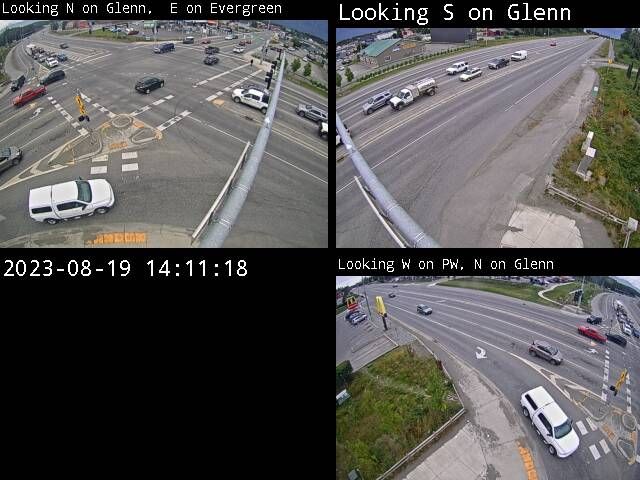 Looking N on Glenn, E on Evergreen
Looking S on Glenn
2023-08-19 14:11:18
Looking W on PW, N on Glenn